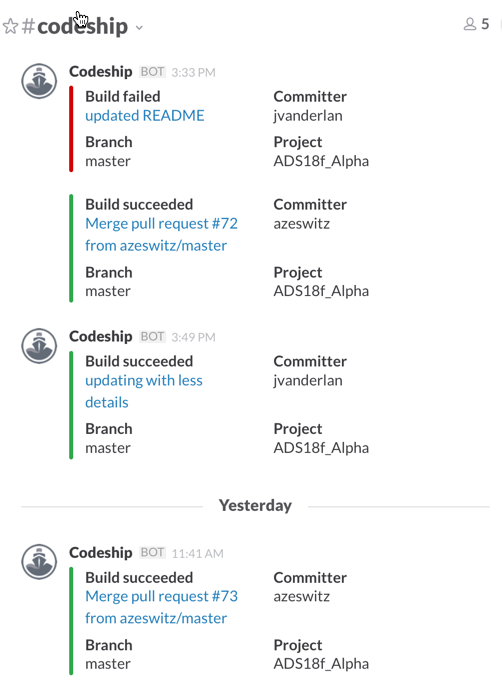 #codeship 5
Codeship BOT 3:33 PM
Build failed Committer
updated README jvanderlan
Branch Project
master ADS18f_Alpha
Build succeeded Committer
Merge pull request #72 azeswitz
from azeswitz/master
Branch Project
master ADS18f_Alpha
Codeship BOT 3:49 PM
Build succeeded Committer
updating with less jvanderlan
details
Branch Project
master ADS18f_Alpha
Yesterday
Codeship BOT 11:41 AM
Build succeeded Committer
Merge pull request #73 azeswitz
from azeswitz/master
Branch Project
master ADS18f_Alpha